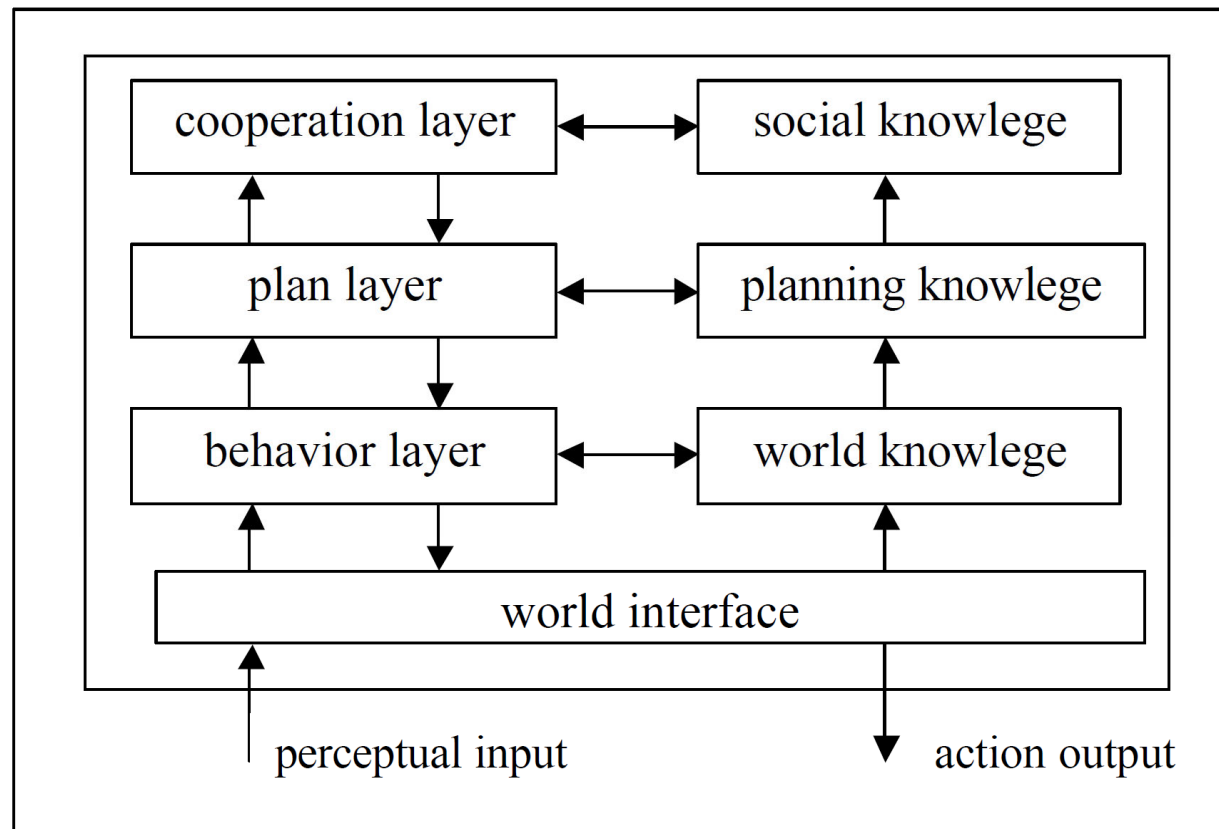 cooperation layer
social knowlege
plan layer
planning knowlege
behavior layer
world knowlege
world interface
perceptual input
action output